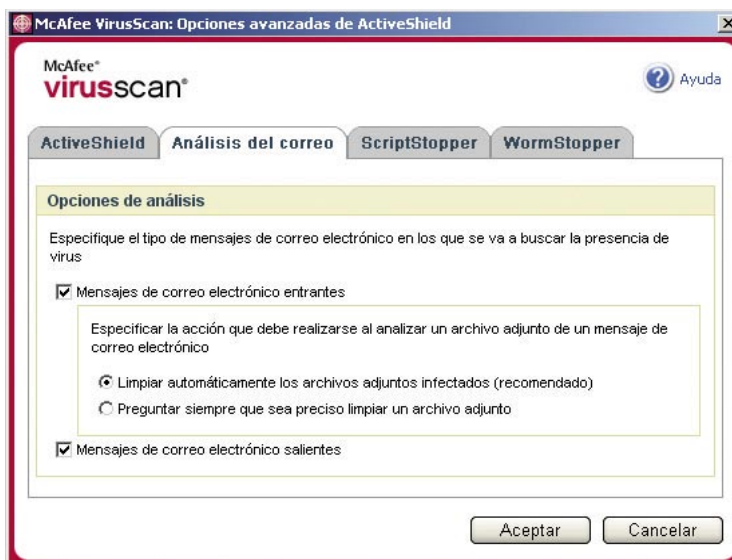 McAfee VirusScan: Opciones avanzadas de ActiveShield
McAfee®
virusscan®
Ayuda
ActiveShield
Análisis del correo
ScriptStopper
WormStopper
Opciones de análisis
Especifique el tipo de mensajes de correo electrónico en los que se va a buscar la presencia de
virus
Mensajes de correo electrónico entrantes
Especificar la acción que debe realizarse al analizar un archivo adjunto de un mensaje de
correo electrónico
Limpiar automáticamente los archivos adjuntos infectados (recomendado)
Preguntar siempre que sea preciso limpiar un archivo adjunto
Mensajes de correo electrónico salientes
Aceptar
Cancelar